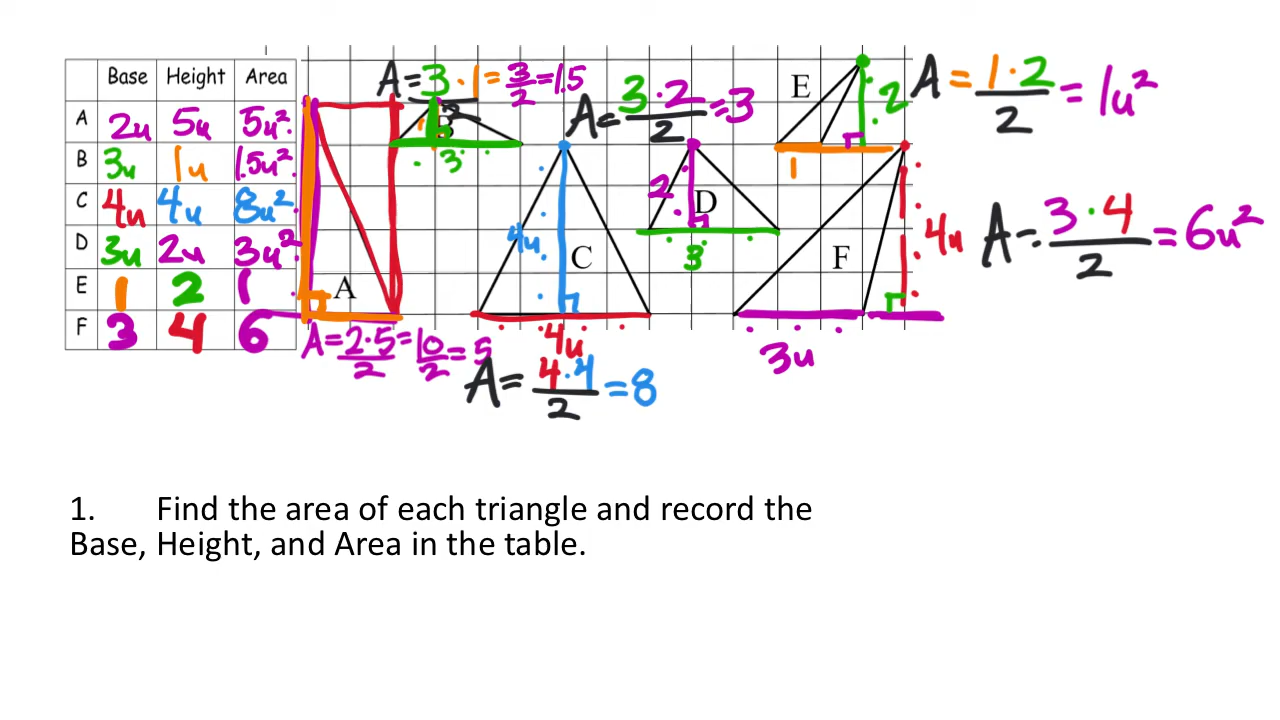 Base Height Area
A 2u 5u 5u².
B 3u 1u 1.5u².
C 4u 4u 8u².
D 3u 2u 3u²
E 1 2 1
F 3 4 6
A = 3·1/2 = 3/2 = 1.5
B
3
A = 3·2/2 = 3
E
2
1
A = 1·2/2 = 1u²
2
D
3
4u
C
F
4u
3u
A = 3·4/2 = 6u²
A
A = 2·5/2 = 10/2 = 5
4u
A = 4·4/2 = 8
1. Find the area of each triangle and record the
Base, Height, and Area in the table.